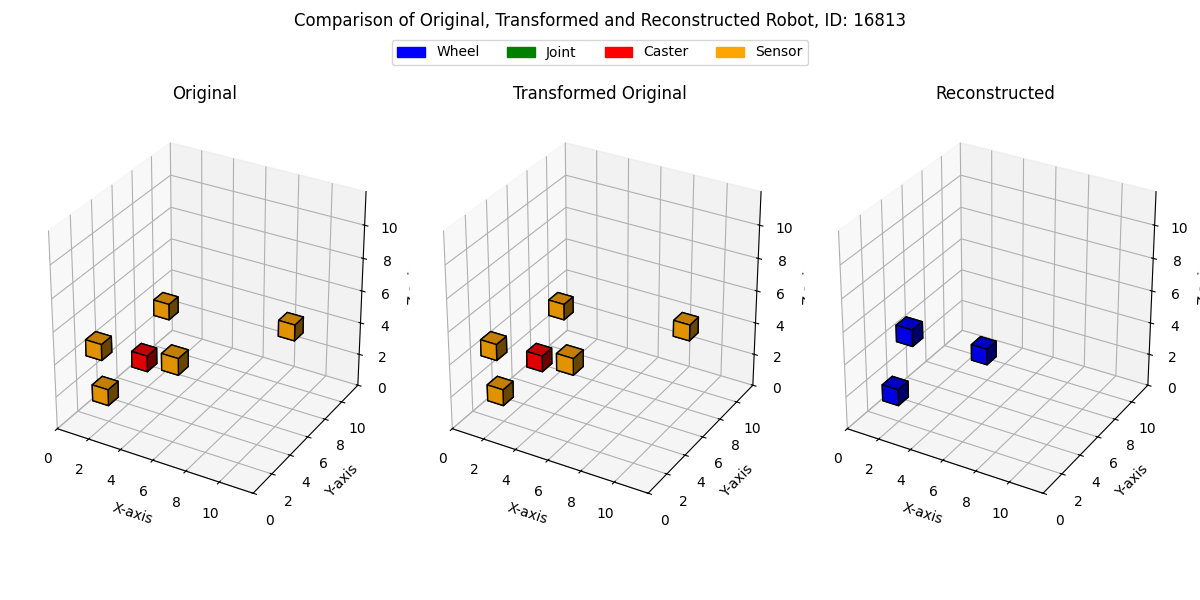 Comparison of Original, Transformed and Reconstructed Robot, ID: 16813
Wheel Joint Caster Sensor
Original
Transformed Original
Reconstructed
0 2 4 6 8 10
X-axis
0 2 4 6 8 10
Y-axis
0 2 4 6 8 10
0 2 4 6 8 10
X-axis
0 2 4 6 8 10
Y-axis
0 2 4 6 8 10
0 2 4 6 8 10
X-axis
0 2 4 6 8 10
Y-axis
0 2 4 6 8 10